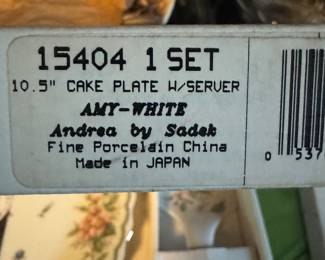 15404 1 SET
10.5" CAKE PLATE W/SERVER
AMY-WHITE
Andrea by Sadek
Fine Porcelain China
Made in JAPAN
0 537